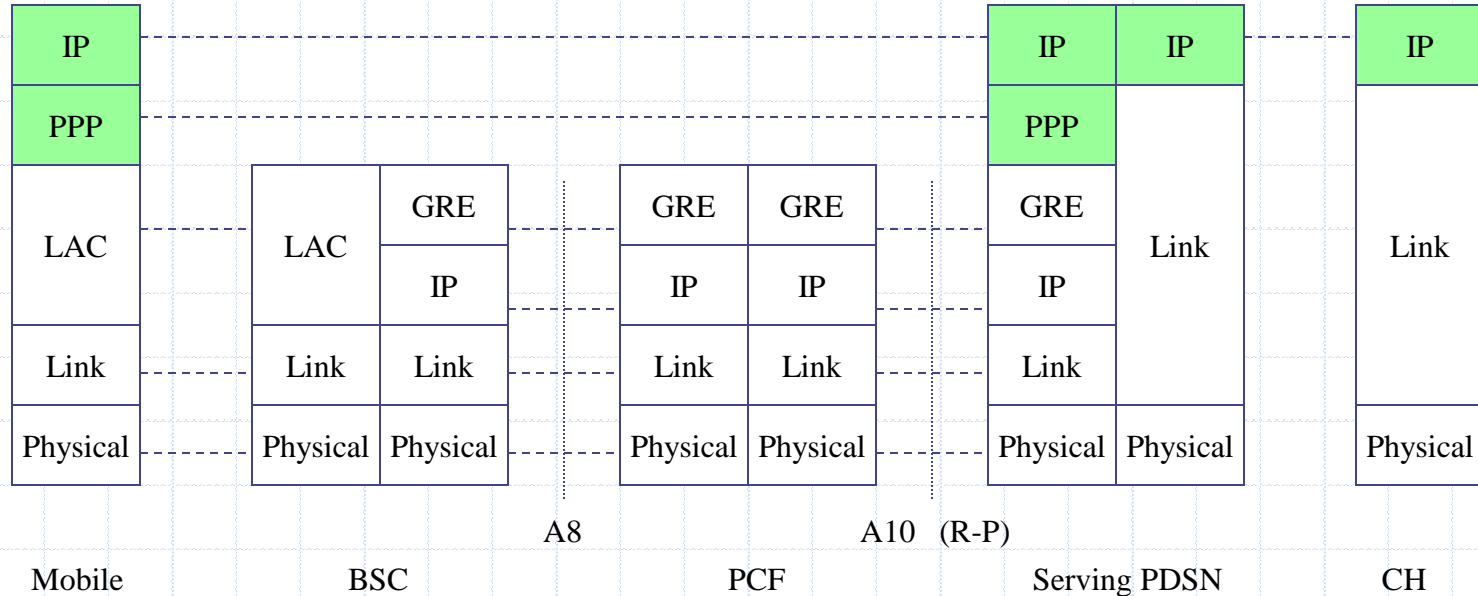 IP IP IP IP
PPP PPP
GRE GRE GRE GRE
LAC LAC Link Link
IP IP IP IP
Link Link Link Link Link Link
Physical Physical Physical Physical Physical Physical Physical Physical
A8 A10 (R-P)
Mobile BSC PCF Serving PDSN CH